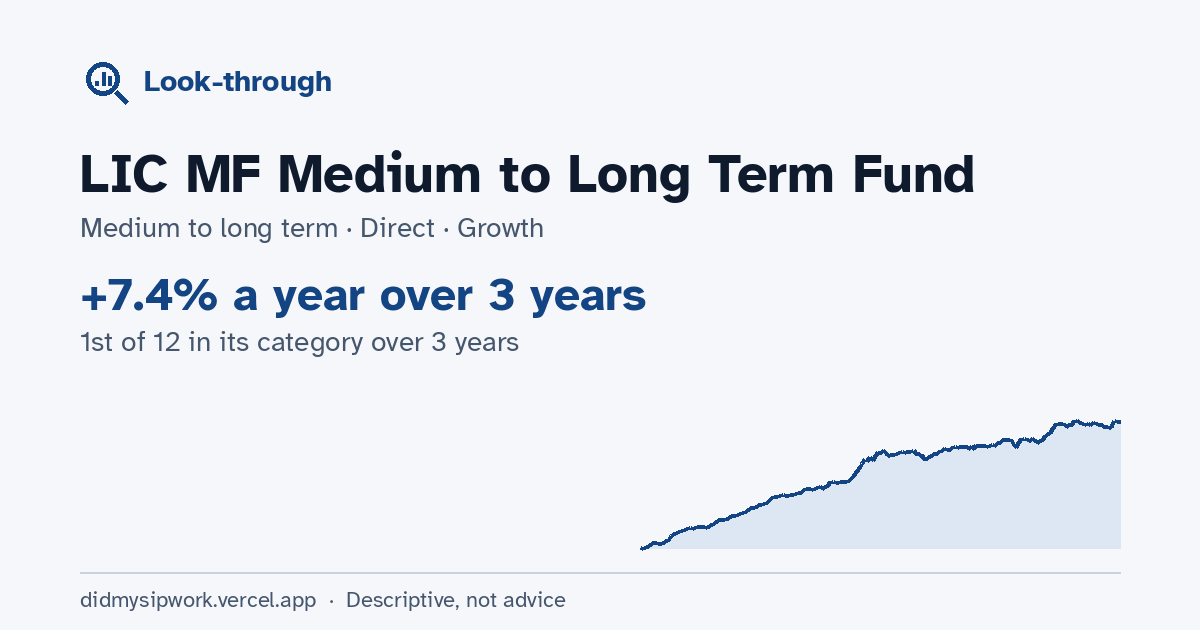 Look-through
LIC MF Medium to Long Term Fund
Medium to long term · Direct · Growth
+7.4% a year over 3 years
1st of 12 in its category over 3 years
didmysipwork.vercel.app · Descriptive, not advice